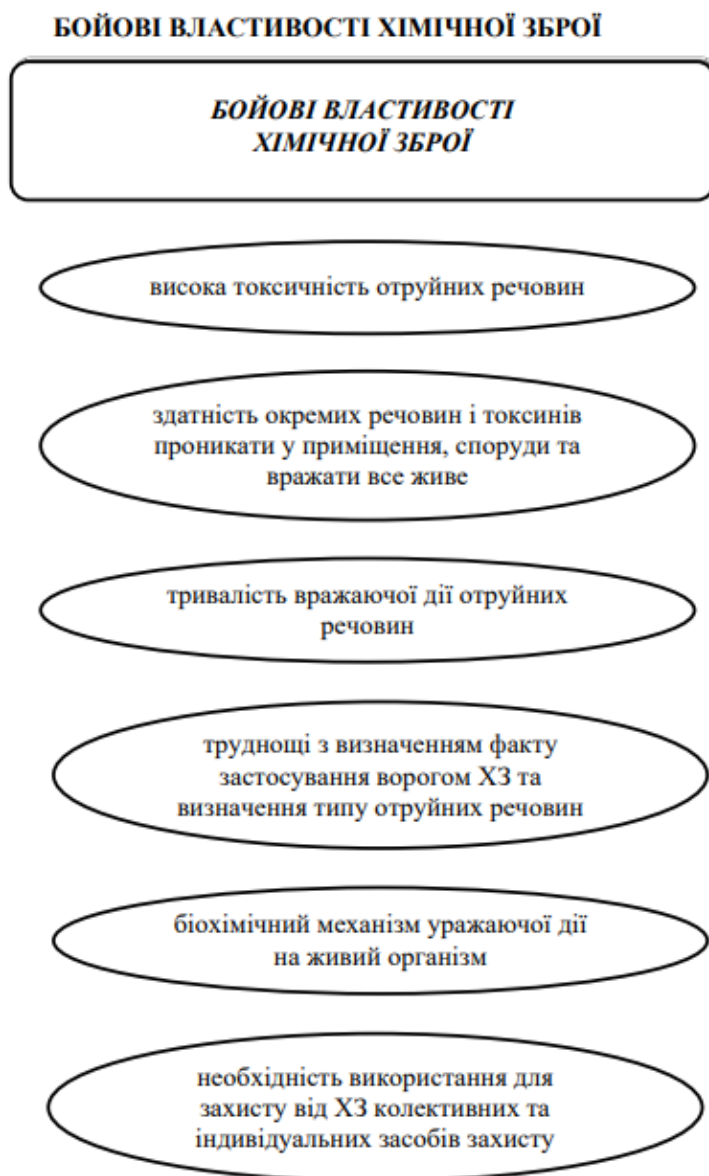 БОЙОВІ ВЛАСТИВОСТІ ХІМІЧНОЇ ЗБРОЇ
БОЙОВІ ВЛАСТИВОСТІ
ХІМІЧНОЇ ЗБРОЇ
висока токсичність отруйних речовин
здатність окремих речовин і токсинів
проникати у приміщення, споруди та
вражати все живе
тривалість вражаючої дії отруйних
речовин
труднощі з визначенням факту
застосування ворогом ХЗ та
визначення типу отруйних речовин
біохімічний механізм уражаючої дії
на живий організм
необхідність використання для
захисту від ХЗ колективних та
індивідуальних засобів захисту